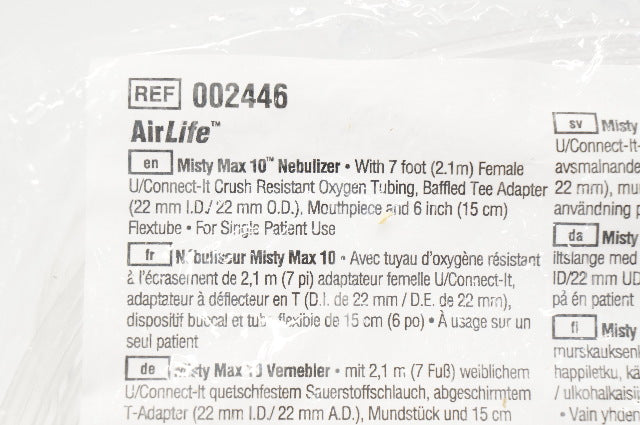 REF 002446
AirLife™
en Misty Max 10™ Nebulizer • With 7 foot (2.1m) Female
U/Connect-It Crush Resistant Oxygen Tubing, Baffled Tee Adapter
(22 mm I.D./ 22 mm O.D.), Mouthpiece and 6 inch (15 cm)
Flextube • For Single Patient Use
fr Nébuliseur Misty Max 10 • Avec tuyau d'oxygène résistant
à l'écrasement de 2,1 m (7 pi) adaptateur femelle U/Connect-It,
adaptateur à déflecteur en T (D.I. de 22 mm / D.E. de 22 mm),
dispositif buccal et tube flexible de 15 cm (6 po) • À usage sur un
seul patient
de Misty Max 10 Vernebler • mit 2,1 m (7 Fuß) weiblichem
U/Connect-It quetschfestem Sauerstoffschlauch, abgeschirmtem
T-Adapter (22 mm I.D./ 22 mm A.D.), Mundstück und 15 cm
sv Misty
U/Connect-It-
avsmalnande
22 mm), mu
användning p
da Misty
iltslange med
ID/22 mm UD
på én patient
fi Misty
murskauksenk
happiletku, kä
/ ulkohalkaisij
• Vain yhden